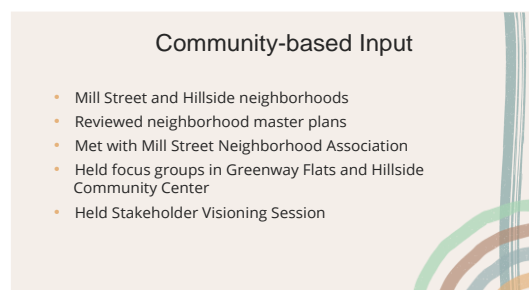 Community-based Input
• Mill Street and Hillside neighborhoods
• Reviewed neighborhood master plans
• Met with Mill Street Neighborhood Association
• Held focus groups in Greenway Flats and Hillside
Community Center
• Held Stakeholder Visioning Session